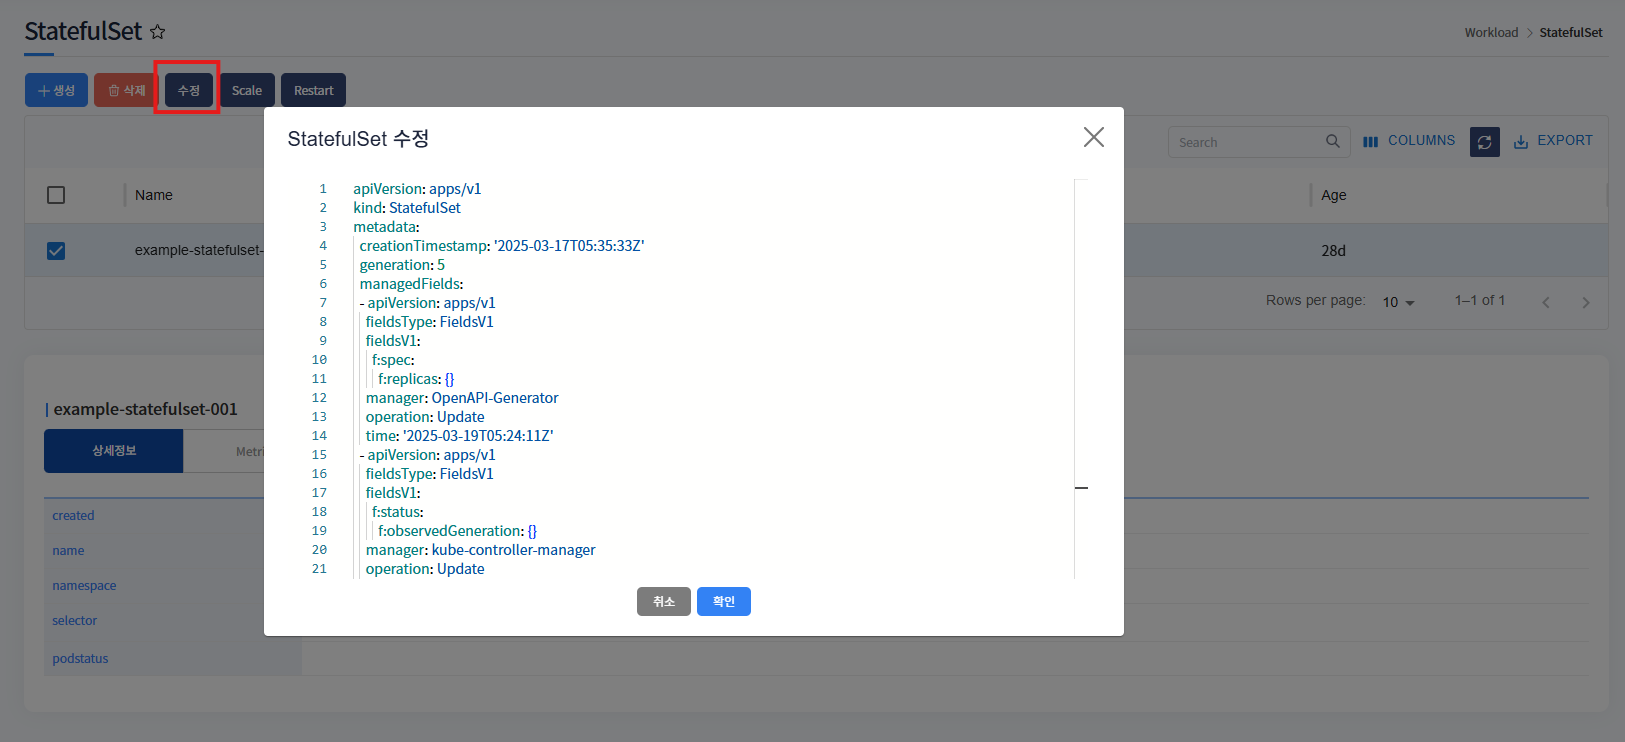 StatefulSet
Workload > StatefulSet
생성 삭제 수정 Scale Restart
StatefulSet 수정
Search COLUMNS EXPORT
Name Age
example-statefulset- 28d
Rows per page: 10 1–1 of 1
1 apiVersion: apps/v1
2 kind: StatefulSet
3 metadata:
4 creationTimestamp: '2025-03-17T05:35:33Z'
5 generation: 5
6 managedFields:
7 - apiVersion: apps/v1
8 fieldsType: FieldsV1
9 fieldsV1:
10 f:spec:
11 f:replicas: {}
12 manager: OpenAPI-Generator
13 operation: Update
14 time: '2025-03-19T05:24:11Z'
15 - apiVersion: apps/v1
16 fieldsType: FieldsV1
17 fieldsV1:
18 f:status:
19 f:observedGeneration: {}
20 manager: kube-controller-manager
21 operation: Update
취소 확인
example-statefulset-001
상세정보 Metri
created
name
namespace
selector
podstatus